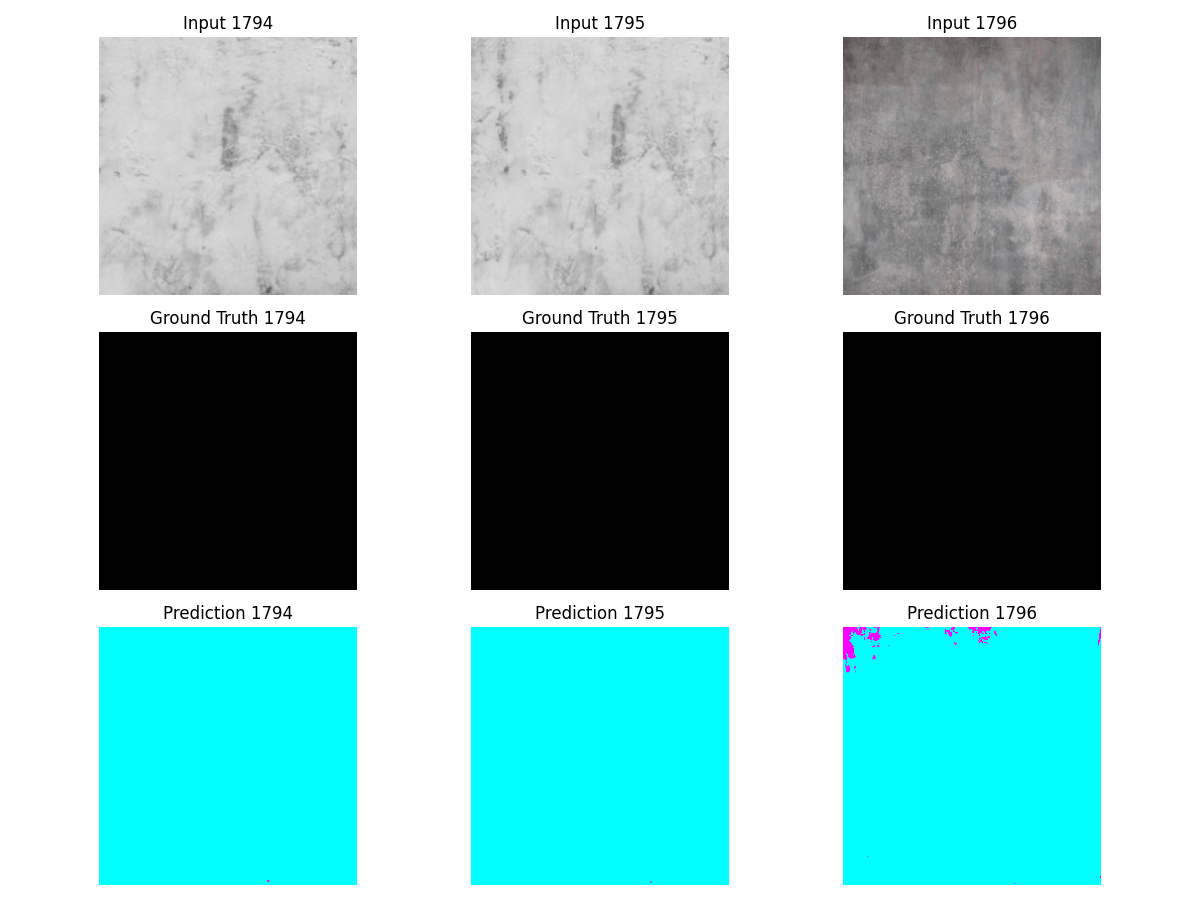 Input 1794
Input 1795
Input 1796
Ground Truth 1794
Ground Truth 1795
Ground Truth 1796
Prediction 1794
Prediction 1795
Prediction 1796